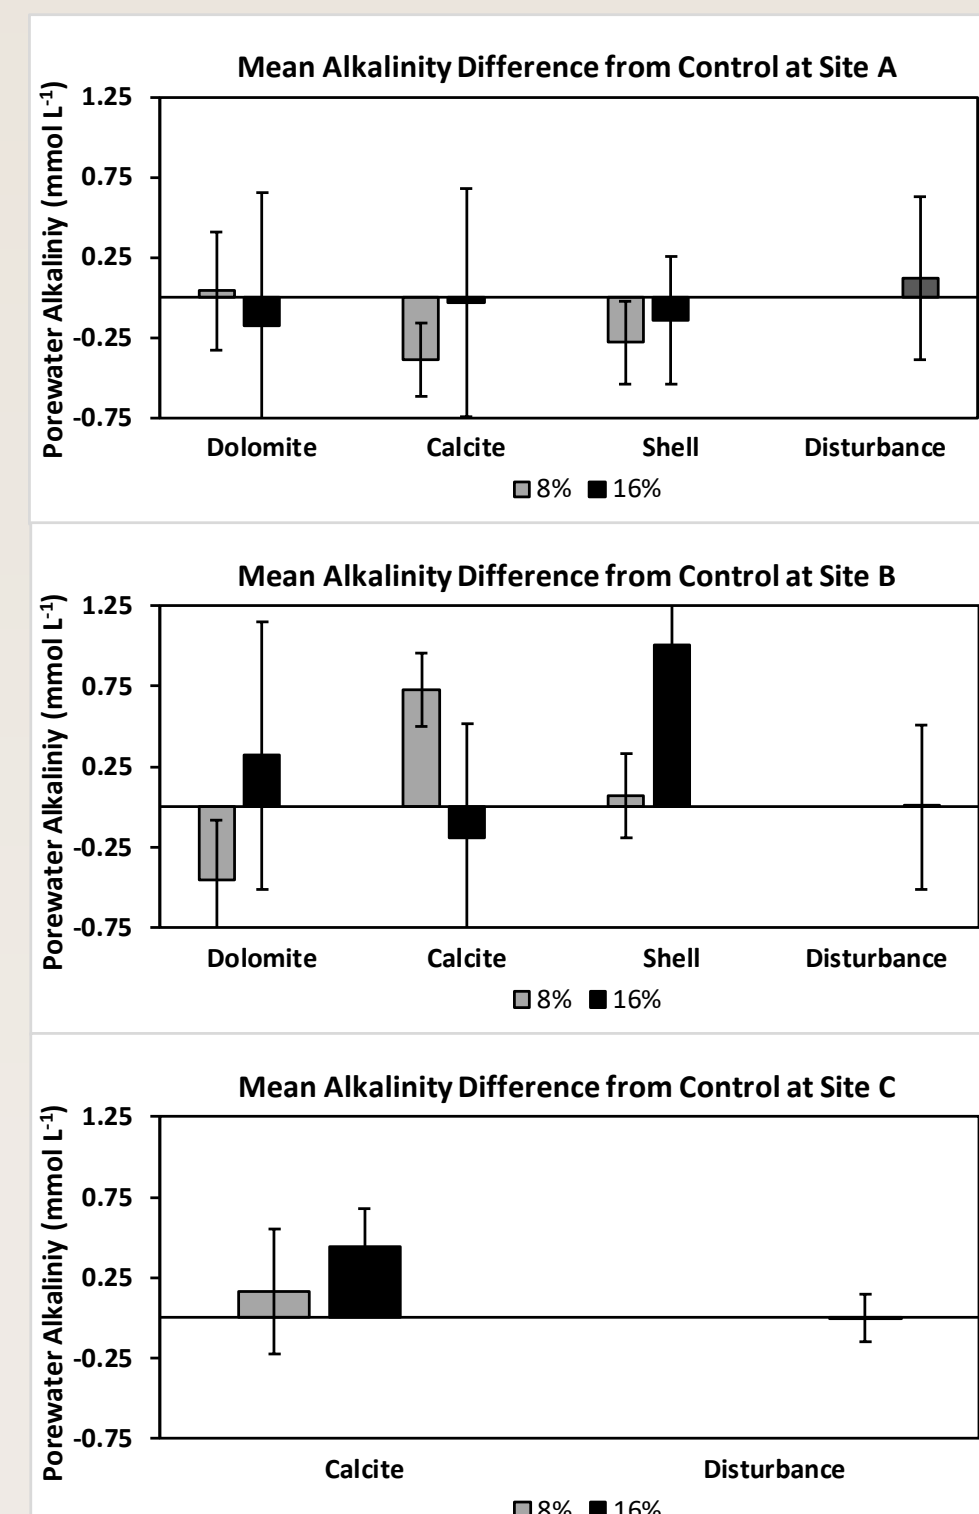 Mean Alkalinity Difference from Control at Site A
Porewater Alkaliniy (mmol L⁻¹)
1.25
0.75
0.25
-0.25
-0.75
Dolomite Calcite Shell Disturbance
8% 16%
Mean Alkalinity Difference from Control at Site B
Porewater Alkaliniy (mmol L⁻¹)
1.25
0.75
0.25
-0.25
-0.75
Dolomite Calcite Shell Disturbance
8% 16%
Mean Alkalinity Difference from Control at Site C
Porewater Alkaliniy (mmol L⁻¹)
1.25
0.75
0.25
-0.25
-0.75
Calcite Disturbance
8% 16%